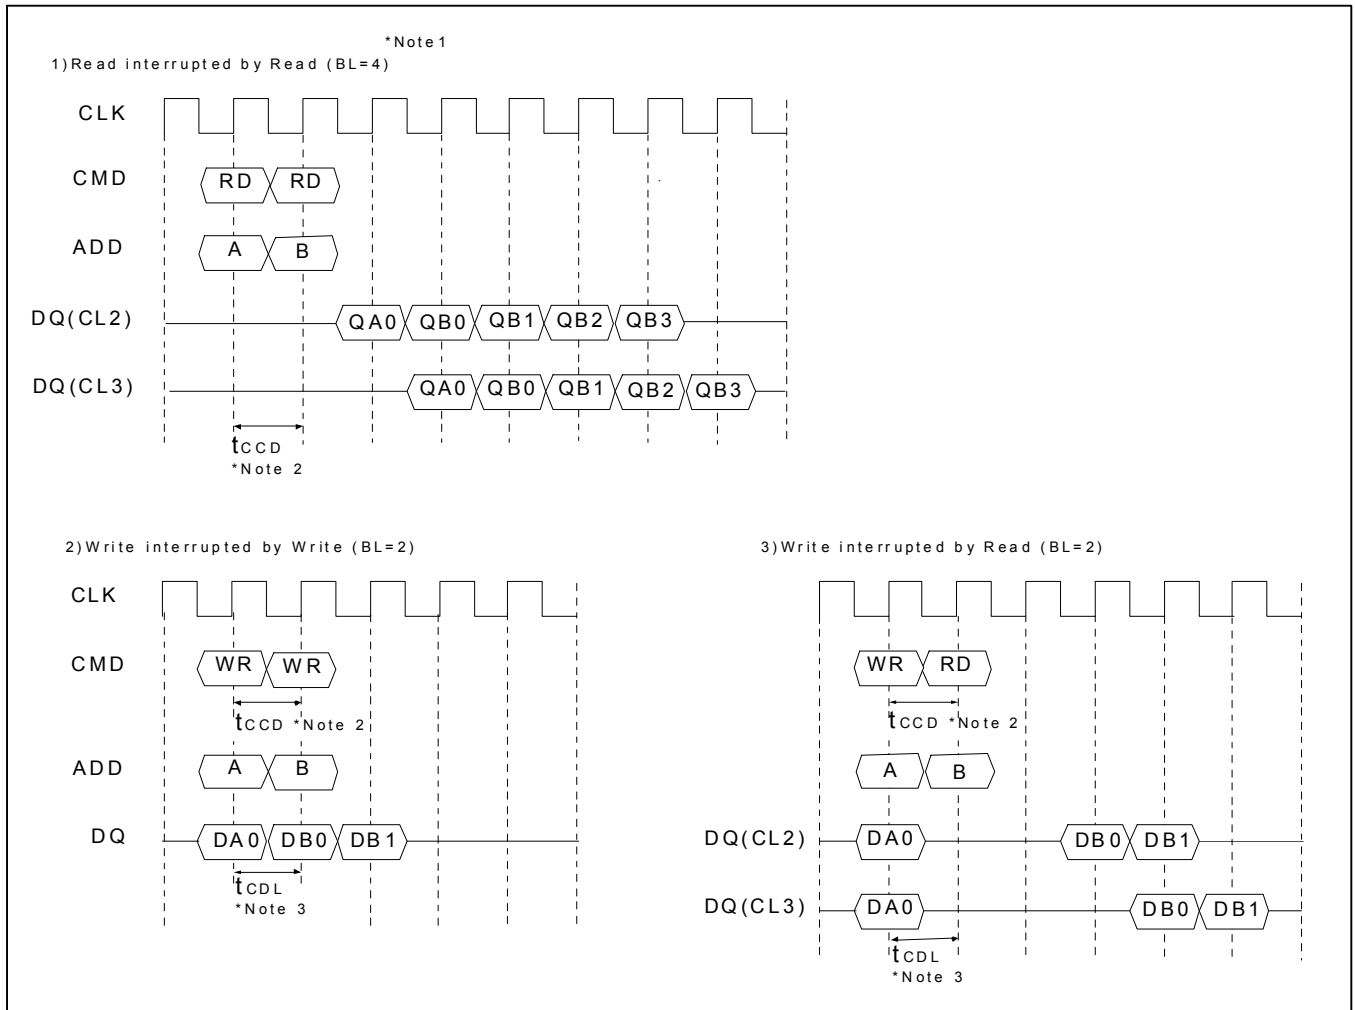 *Note1
1)Read interrupted by Read (BL=4)
CLK
CMD RD RD
ADD A B
DQ(CL2) QA0 QB0 QB1 QB2 QB3
DQ(CL3) QA0 QB0 QB1 QB2 QB3
tCCD
*Note 2
2)Write interrupted by Write (BL=2)
CLK
CMD WR WR
tCCD *Note 2
ADD A B
DQ DA0 DB0 DB1
tCDL
*Note 3
3)Write interrupted by Read (BL=2)
WR RD
tCCD *Note 2
A B
DQ(CL2) DA0 DB0 DB1
DQ(CL3) DA0 DB0 DB1
tCDL
*Note 3